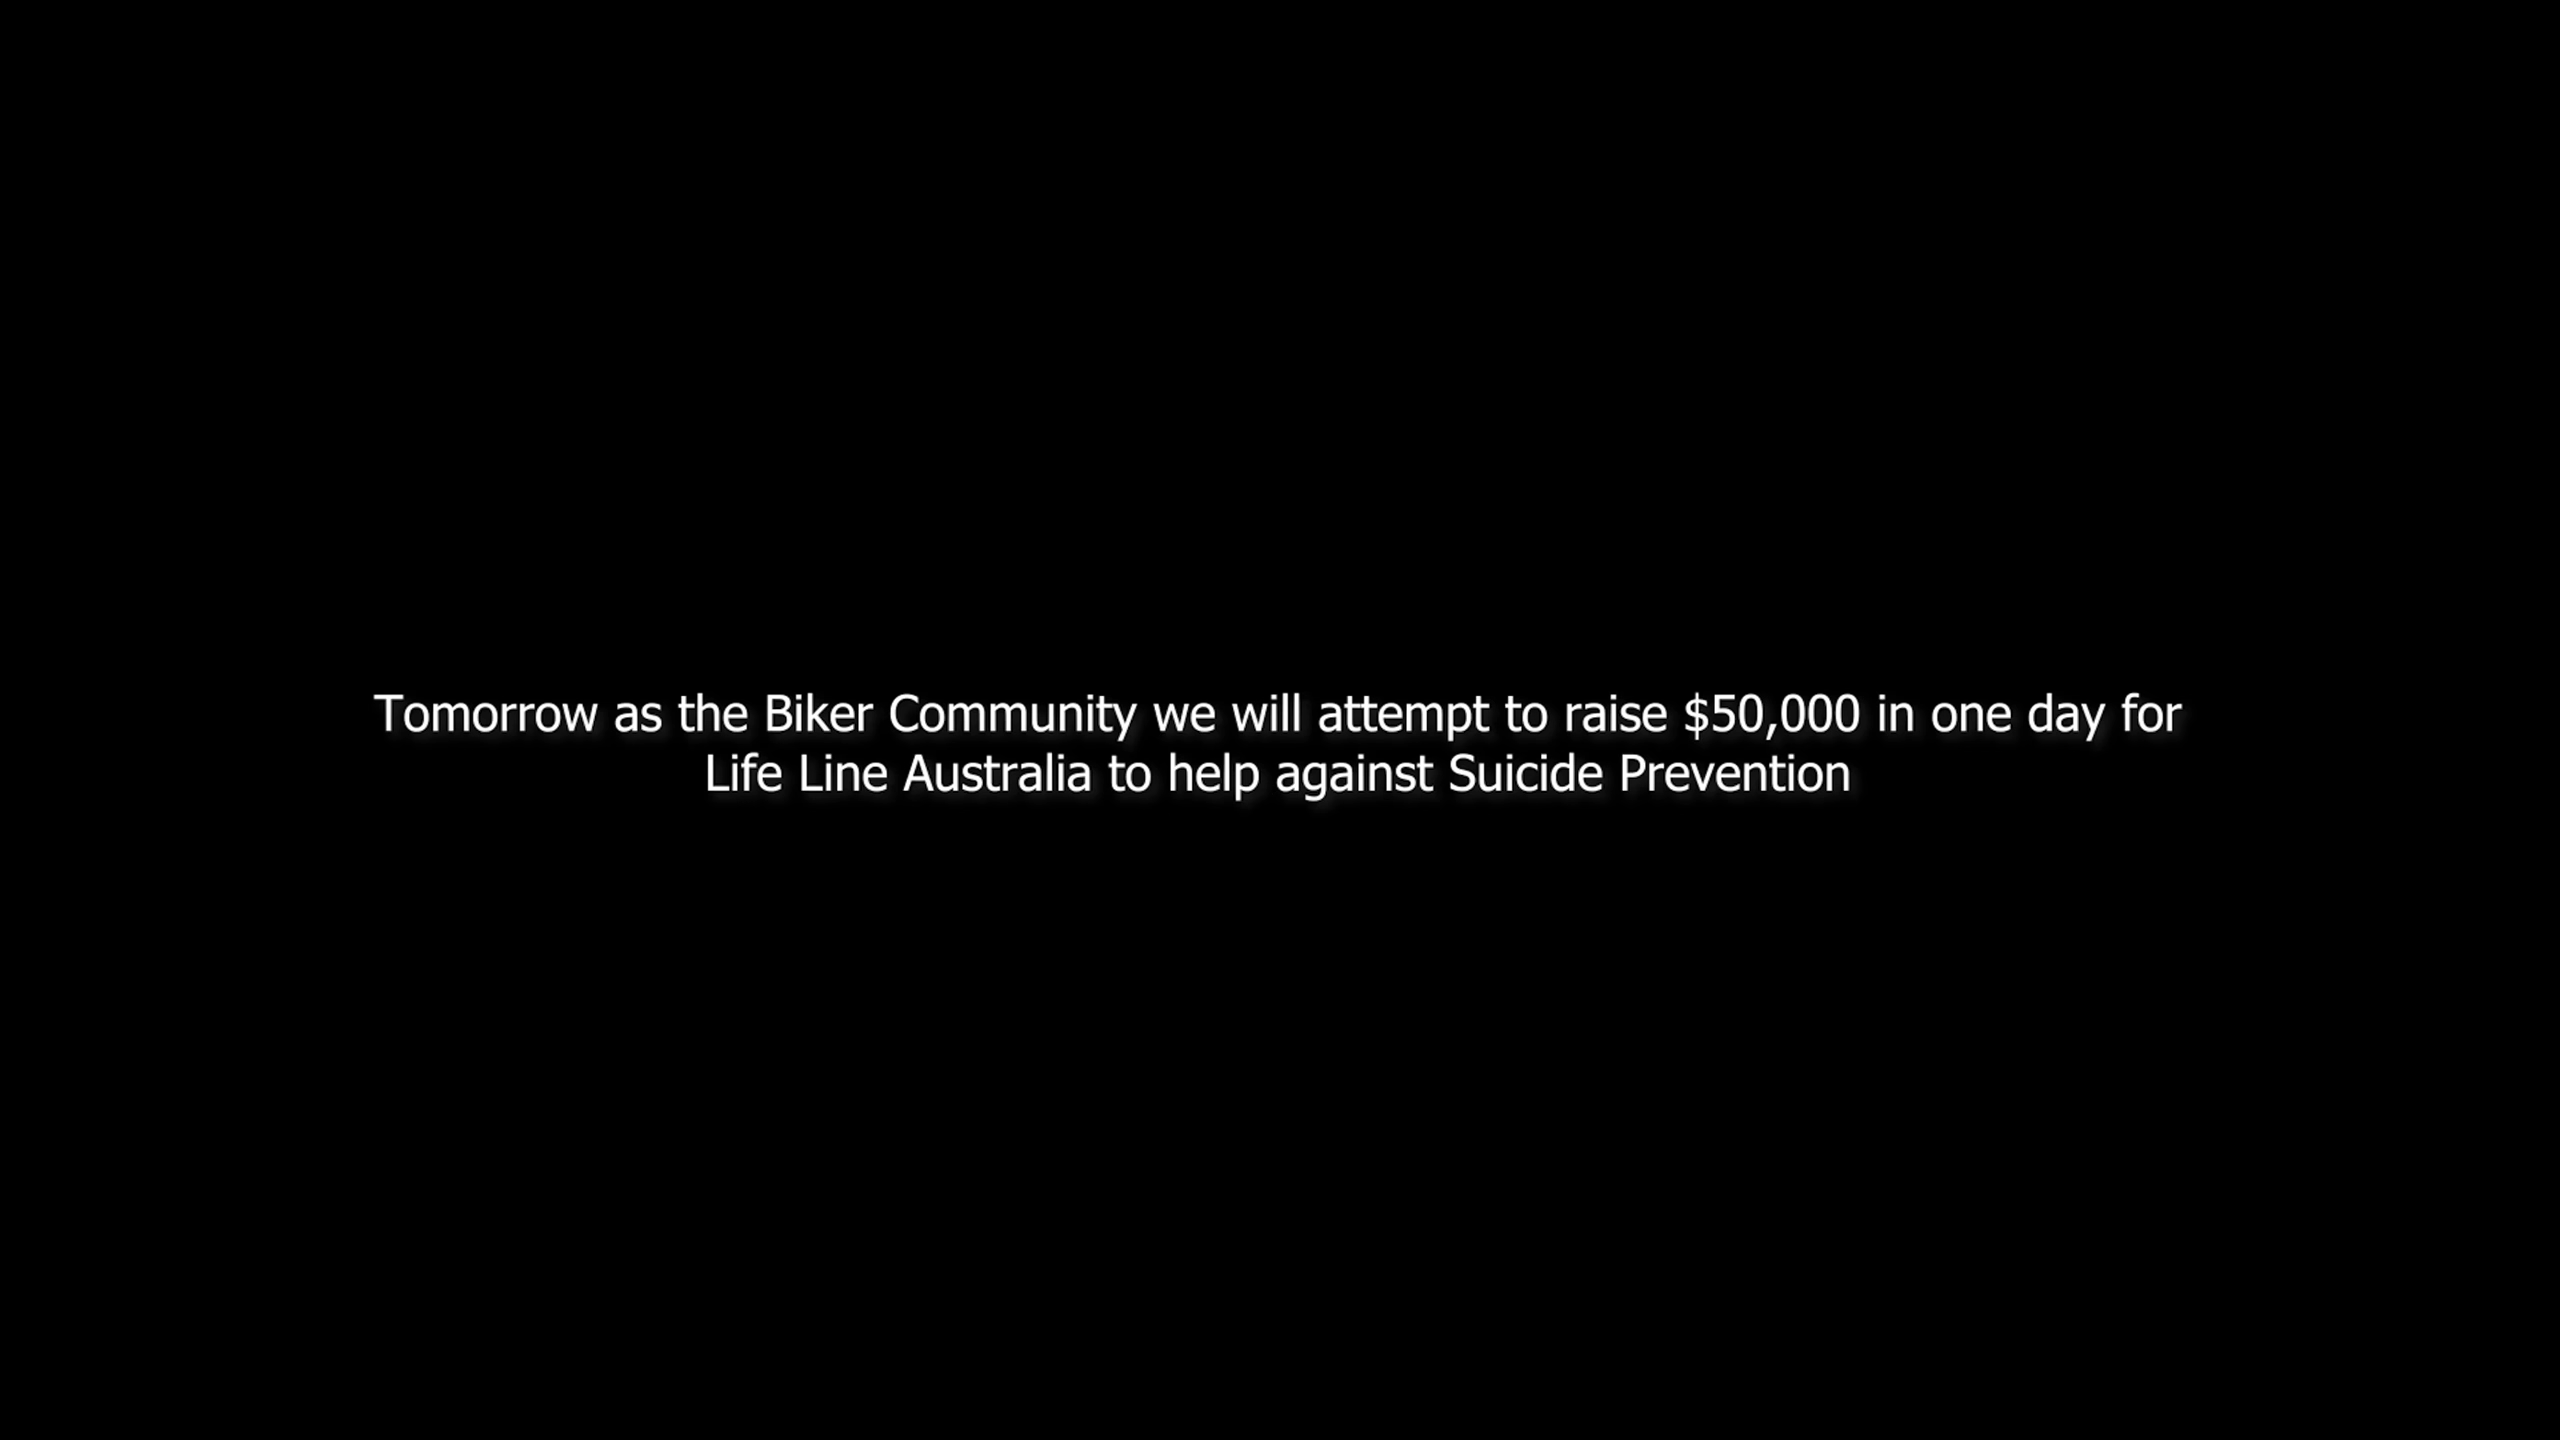 Tomorrow as the Biker Community we will attempt to raise $50,000 in one day for
Life Line Australia to help against Suicide Prevention